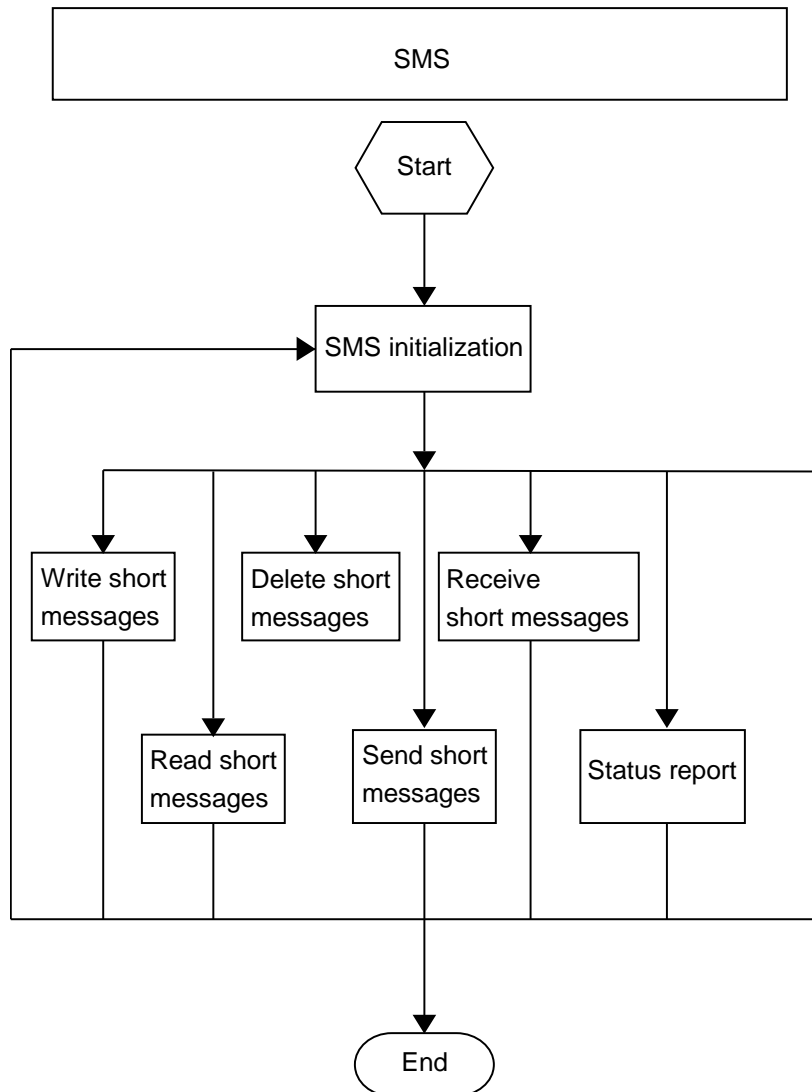 SMS
Start
SMS initialization
Write short
messages
Delete short
messages
Receive
short messages
Read short
messages
Send short
messages
Status report
End